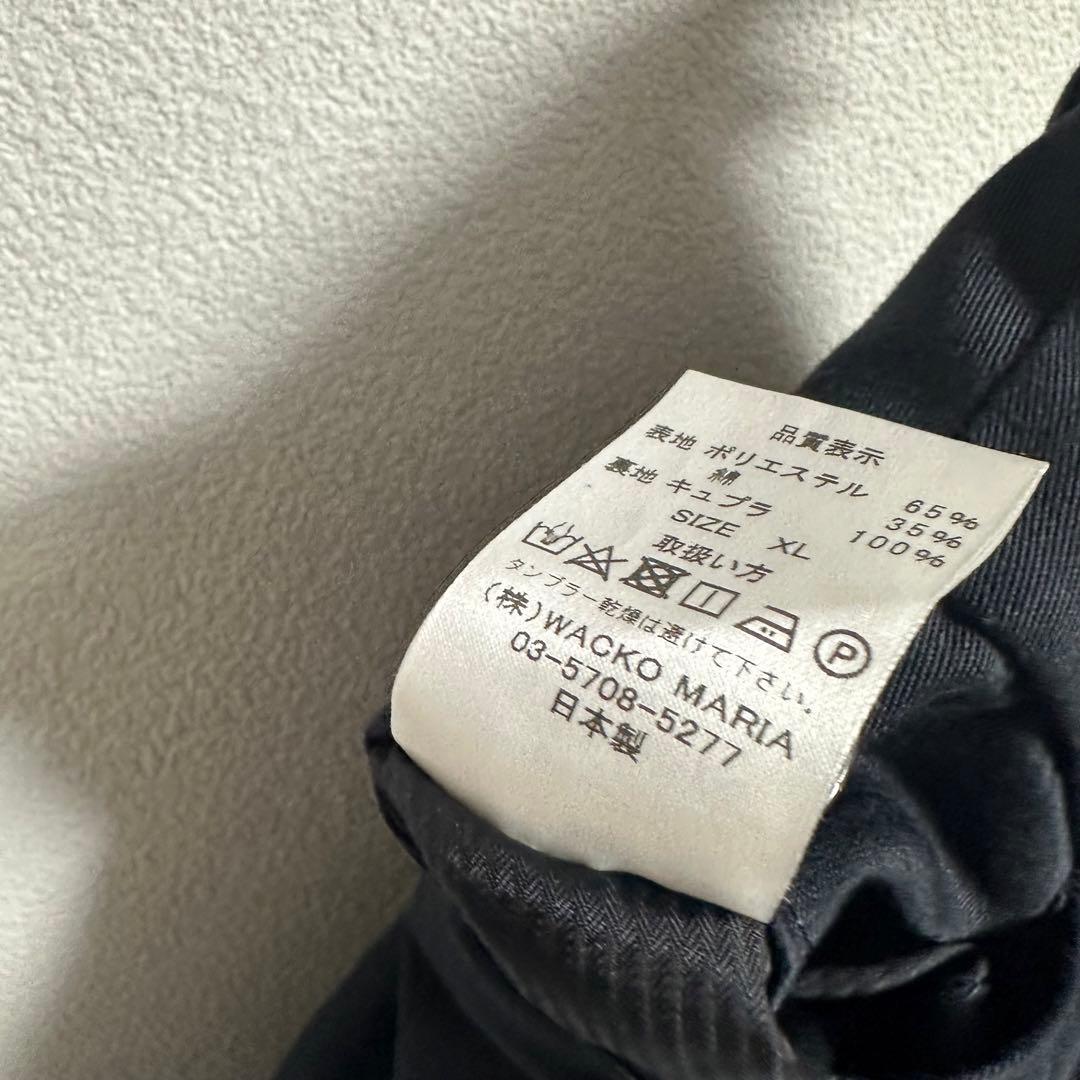 品質表示
表地 ポリエステル 65%
綿 35%
裏地 キュプラ 100%
SIZE XL
取扱い方
P
タンブラー乾燥は避けて下さい.
(株)WACKO MARIA
03-5708-5277
日本製